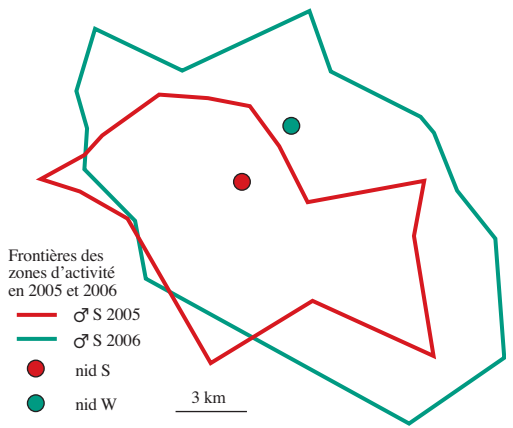 Frontières des
zones d’activité
en 2005 et 2006
♂ S 2005
♂ S 2006
nid S
nid W
3 km